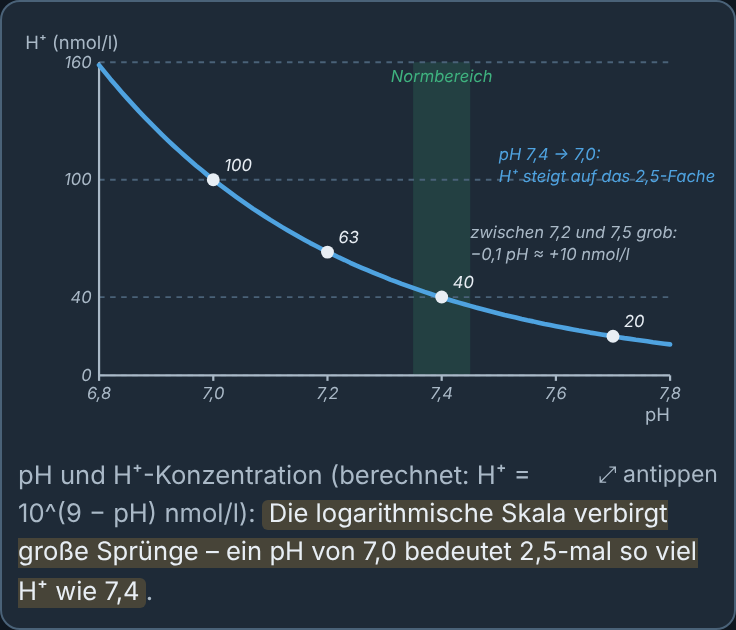 H⁺ (nmol/l)
160
Normbereich
pH 7,4 → 7,0:
100
100
H⁺ steigt auf das 2,5-Fache
63
zwischen 7,2 und 7,5 grob:
−0,1 pH ≈ +10 nmol/l
40
40
20
0
6,8 7,0 7,2 7,4 7,6 7,8
pH
pH und H⁺-Konzentration (berechnet: H⁺ =
⤢ antippen
10^(9 − pH) nmol/l): Die logarithmische Skala verbirgt
große Sprünge – ein pH von 7,0 bedeutet 2,5-mal so viel
H⁺ wie 7,4.